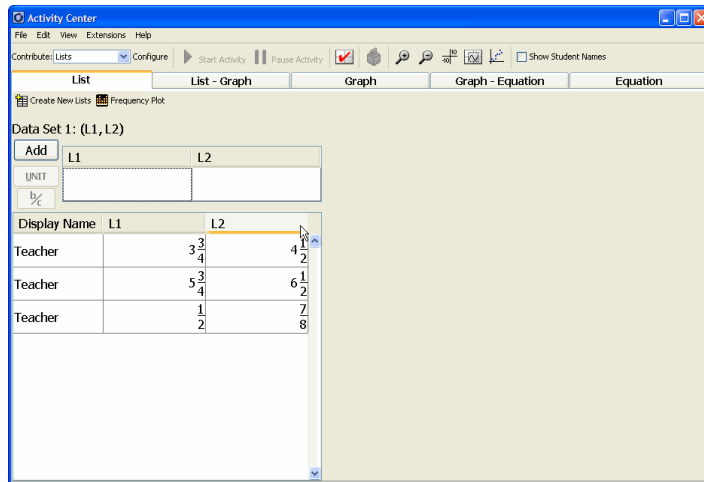 Activity Center
File Edit View Extensions Help
Contribute: Lists Configure Start Activity Pause Activity Show Student Names
List List - Graph Graph Graph - Equation Equation
Create New Lists Frequency Plot
Data Set 1: (L1, L2)
Add L1 L2
UNIT
b/c
Display Name L1 L2
Teacher 3 3/4 4 1/2
Teacher 5 3/4 6 1/2
Teacher 1/2 7/8